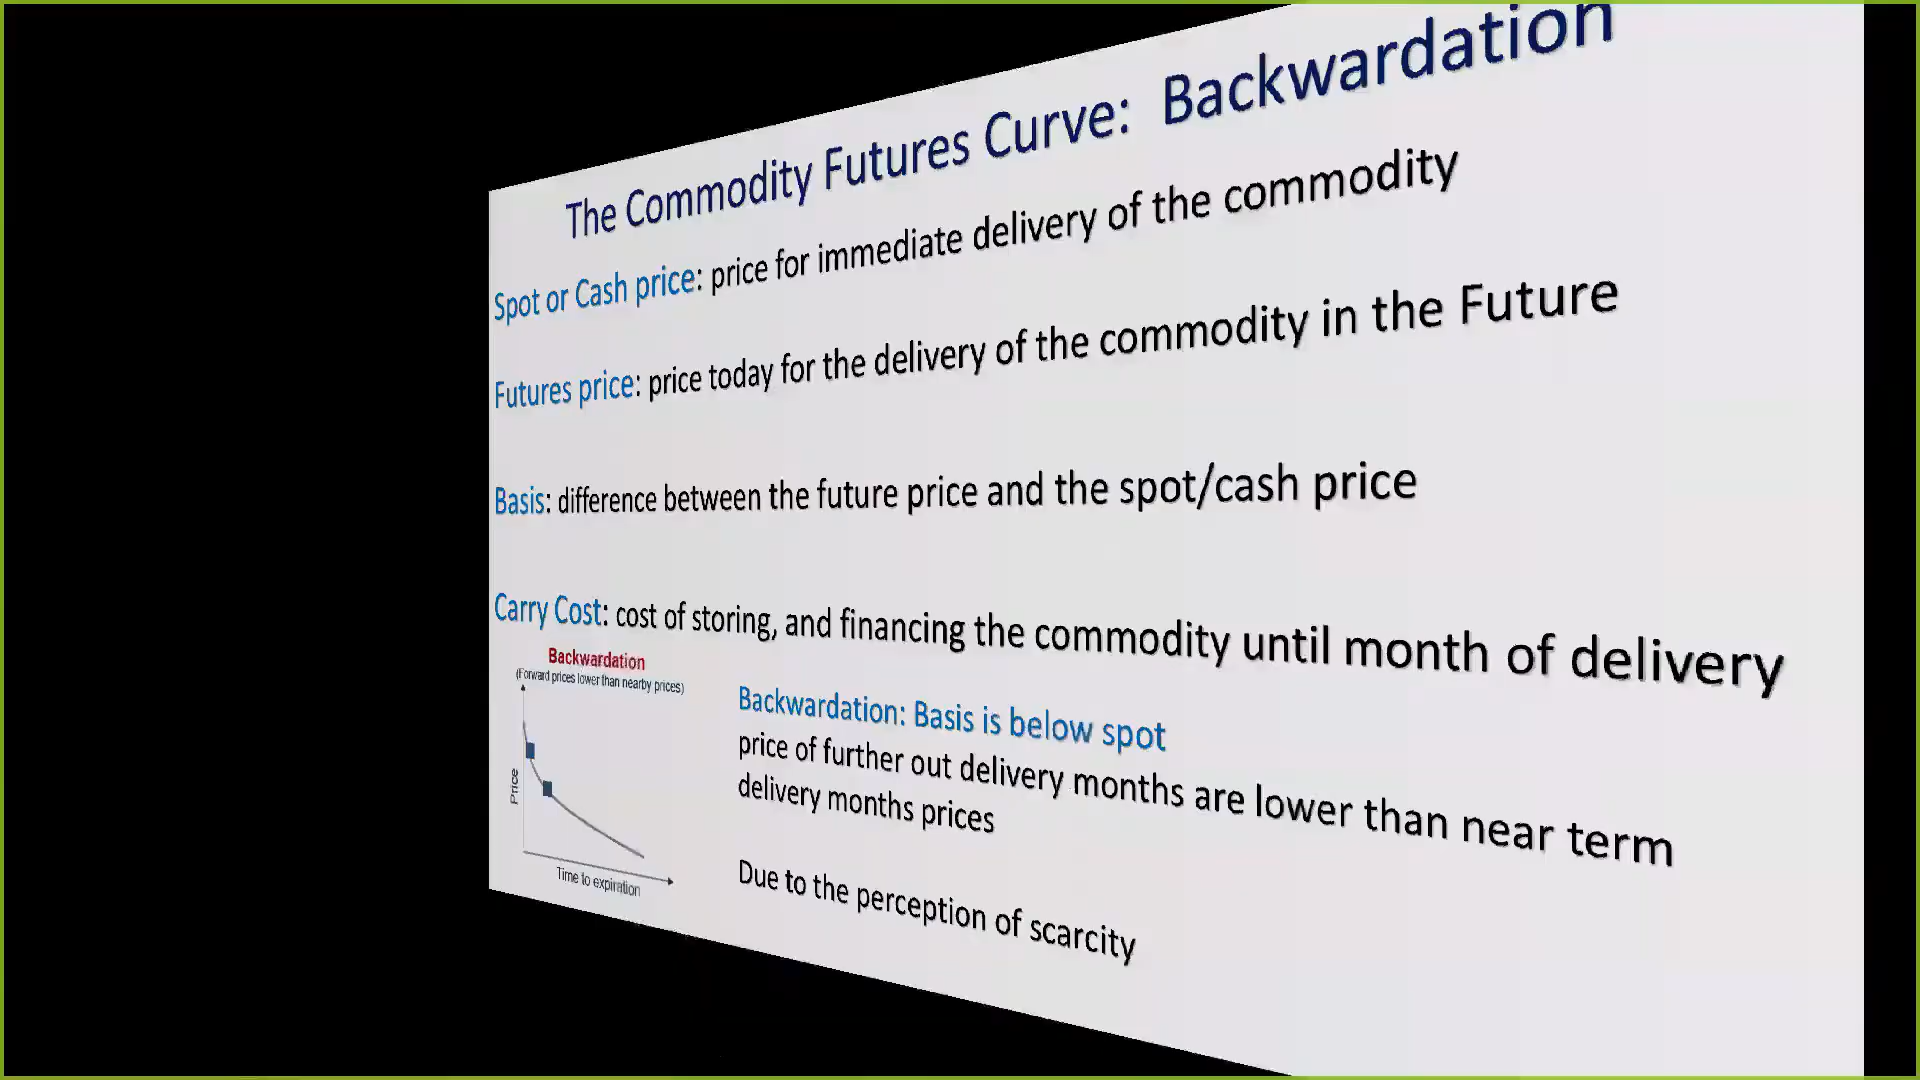 The Commodity Futures Curve: Backwardation
Spot or Cash price: price for immediate delivery of the commodity
Futures price: price today for the delivery of the commodity in the Future
Basis: difference between the future price and the spot/cash price
Carry Cost: cost of storing, and financing the commodity until month of delivery
Backwardation
(Forward prices lower than nearby prices)
Price
Time to expiration
Backwardation: Basis is below spot
price of further out delivery months are lower than near term
delivery months prices
Due to the perception of scarcity